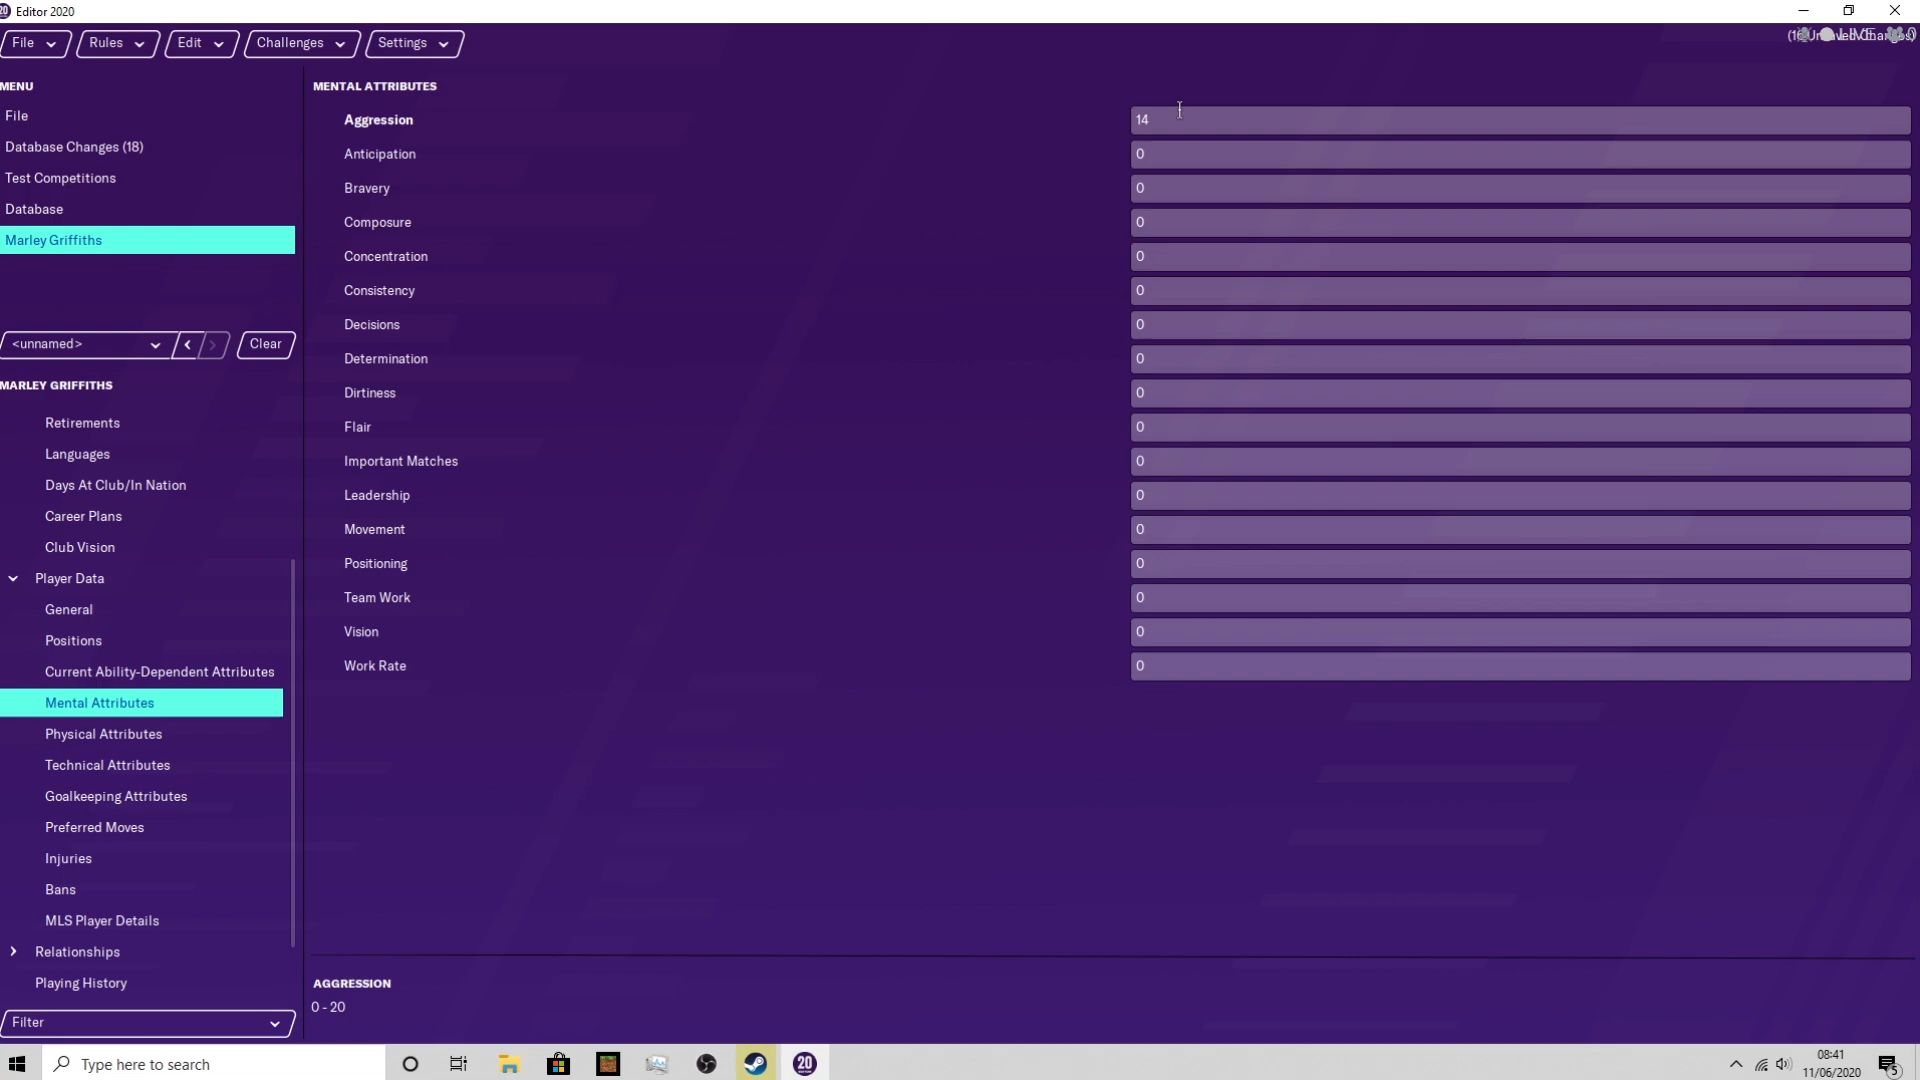 20 Editor 2020
File Rules Edit Challenges Settings
MENU
File
Database Changes (18)
Test Competitions
Database
Marley Griffiths
<unnamed> Clear
MARLEY GRIFFITHS
Retirements
Languages
Days At Club/In Nation
Career Plans
Club Vision
Player Data
General
Positions
Current Ability-Dependent Attributes
Mental Attributes
Physical Attributes
Technical Attributes
Goalkeeping Attributes
Preferred Moves
Injuries
Bans
MLS Player Details
Relationships
Playing History
Filter
MENTAL ATTRIBUTES
Aggression 14
Anticipation 0
Bravery 0
Composure 0
Concentration 0
Consistency 0
Decisions 0
Determination 0
Dirtiness 0
Flair 0
Important Matches 0
Leadership 0
Movement 0
Positioning 0
Team Work 0
Vision 0
Work Rate 0
AGGRESSION
0 - 20
Type here to search
20
08:41
11/06/2020
5